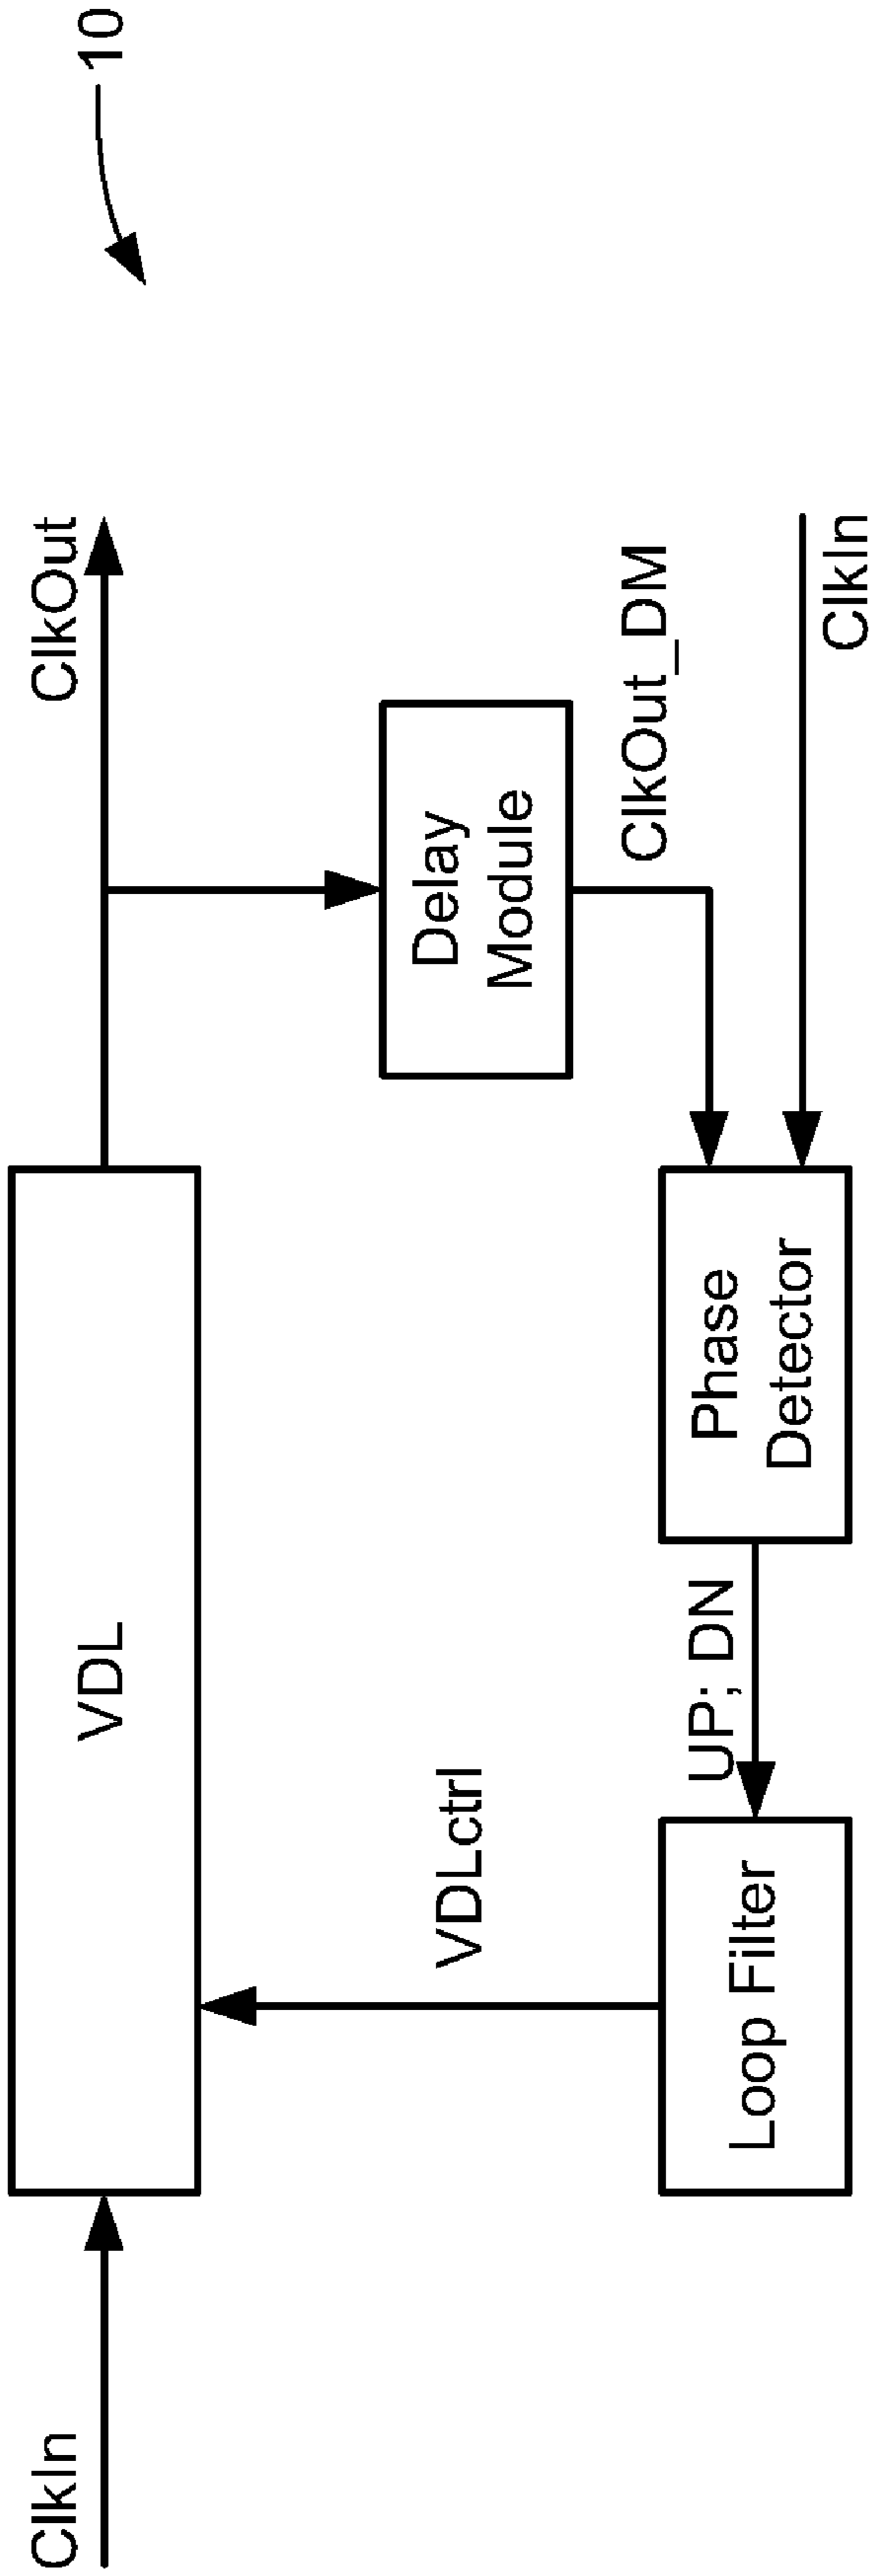 10
ClkIn
VDL
ClkOut
VDLctrl
Delay
Module
ClkOut_DM
Loop Filter
UP; DN
Phase
Detector
ClkIn